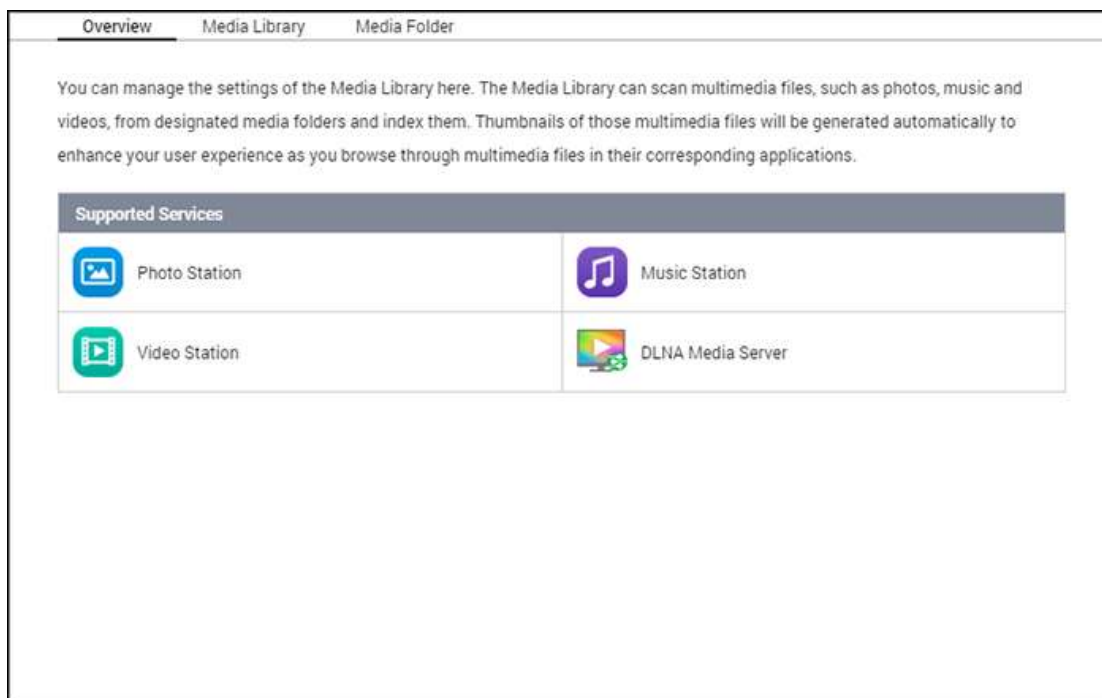 Overview Media Library Media Folder
You can manage the settings of the Media Library here. The Media Library can scan multimedia files, such as photos, music and
videos, from designated media folders and index them. Thumbnails of those multimedia files will be generated automatically to
enhance your user experience as you browse through multimedia files in their corresponding applications.
Supported Services
Photo Station Music Station
Video Station DLNA Media Server